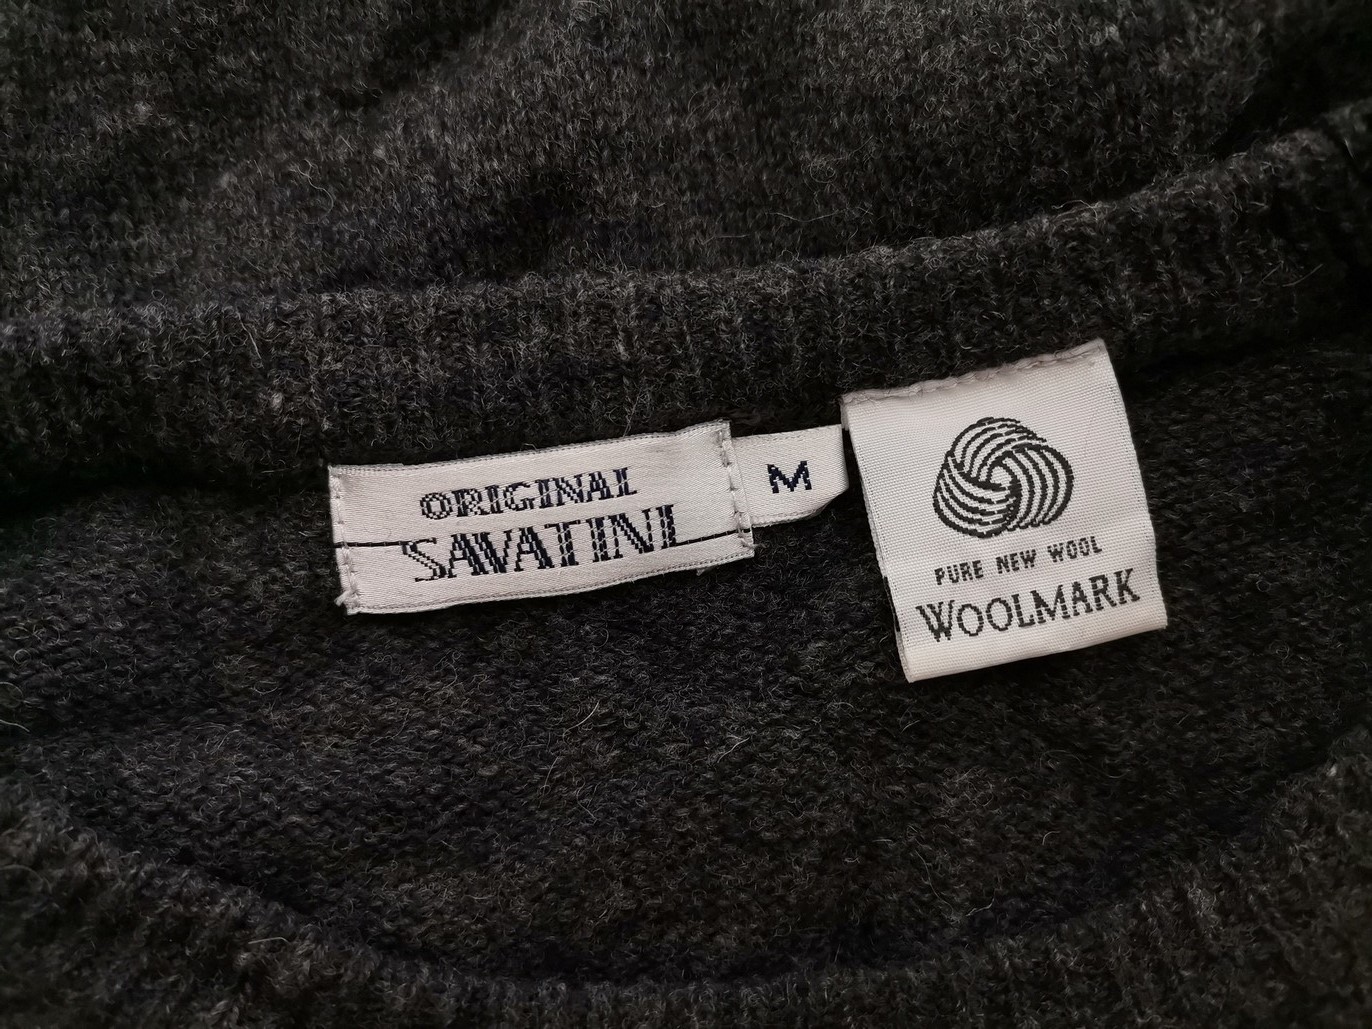 ORIGINAL
SAVATINI
M
PURE NEW WOOL
WOOLMARK